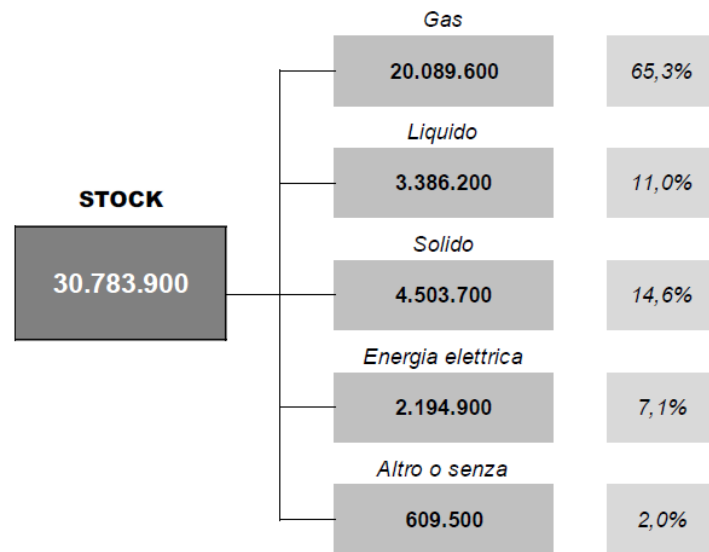 Gas
20.089.600 65,3%
Liquido
3.386.200 11,0%
STOCK
30.783.900
Solido
4.503.700 14,6%
Energia elettrica
2.194.900 7,1%
Altro o senza
609.500 2,0%